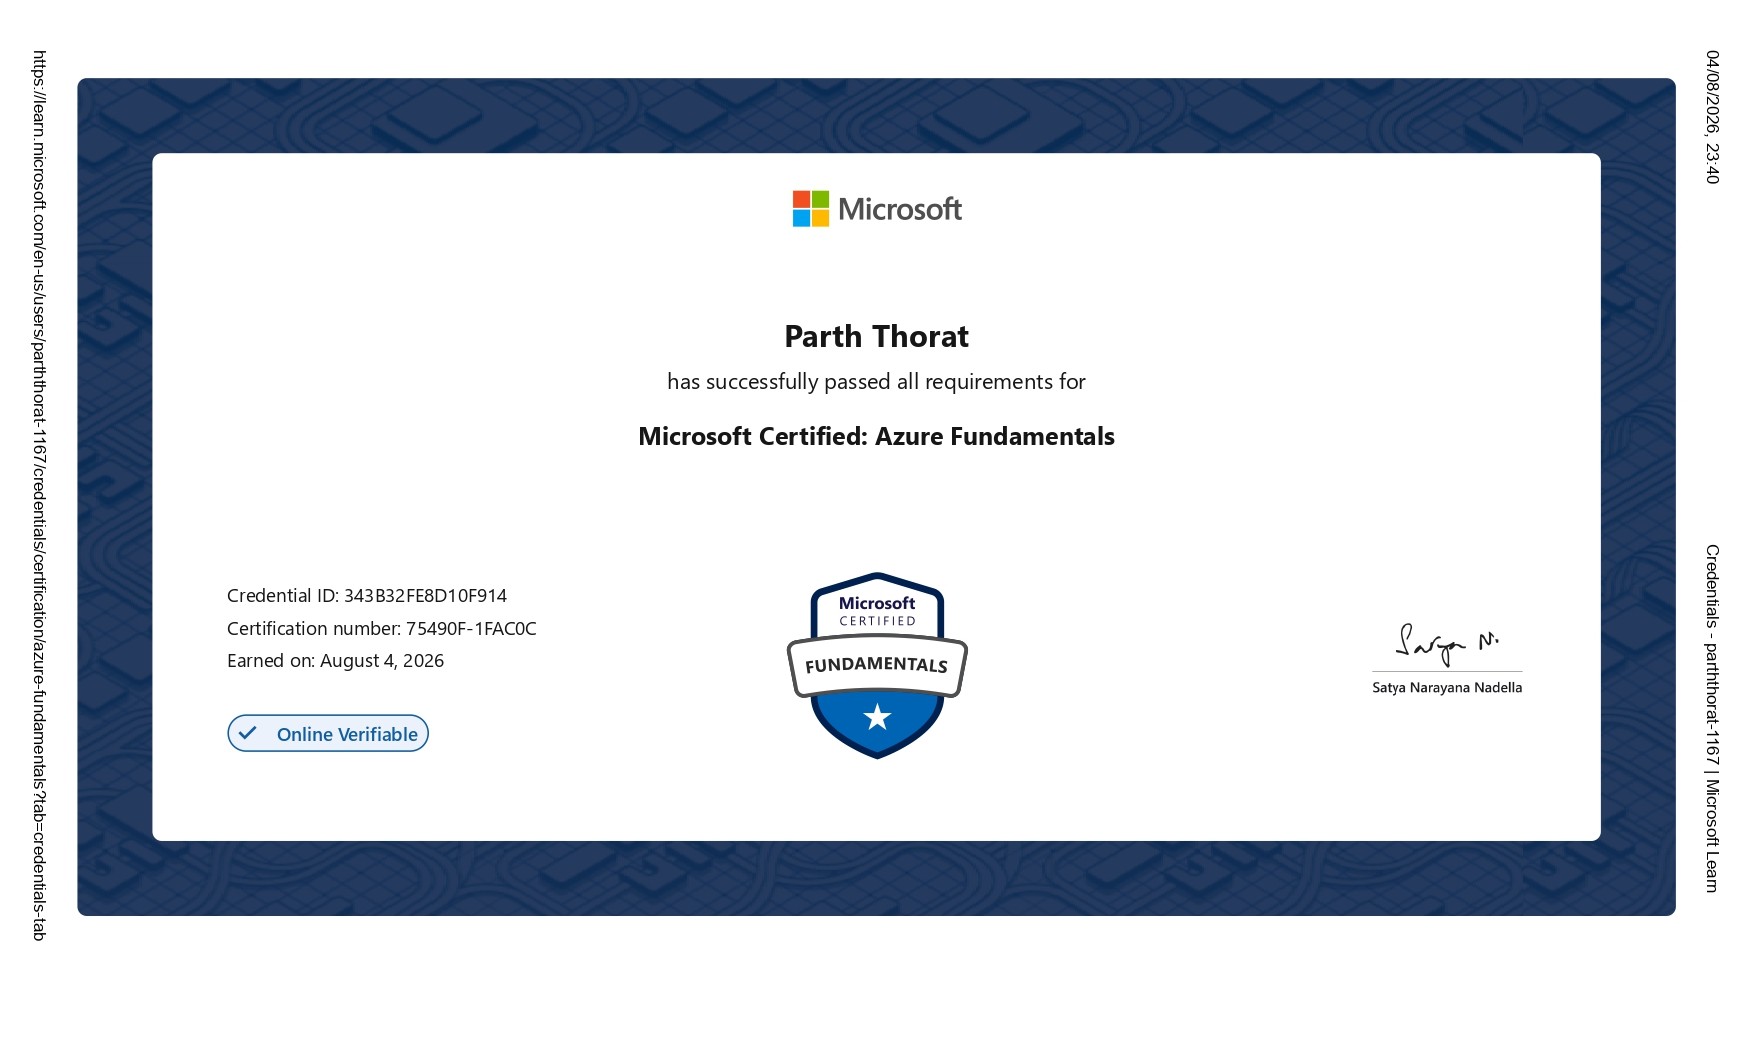 04/08/2026, 23:40
Credentials - parththorat-1167 | Microsoft Learn
Microsoft
Parth Thorat
has successfully passed all requirements for
Microsoft Certified: Azure Fundamentals
Credential ID: 343B32FE8D10F914
Certification number: 75490F-1FAC0C
Earned on: August 4, 2026
Online Verifiable
Microsoft
CERTIFIED
FUNDAMENTALS
Satya N.
Satya Narayana Nadella
https://learn.microsoft.com/en-us/users/parththorat-1167/credentials/certification/azure-fundamentals?tab=credentials-tab